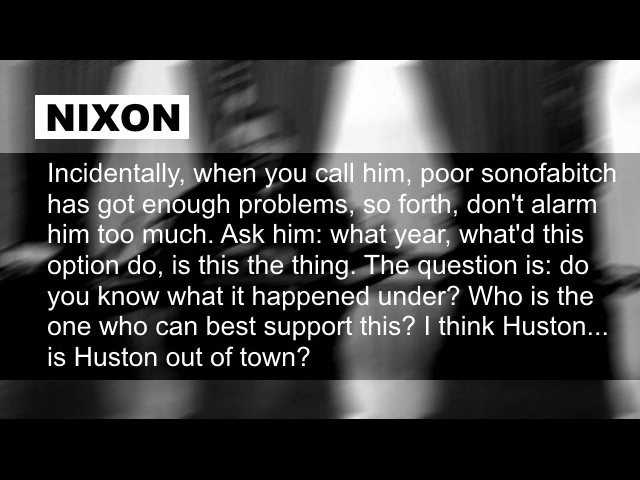 NIXON
Incidentally, when you call him, poor sonofabitch
has got enough problems, so forth, don't alarm
him too much. Ask him: what year, what'd this
option do, is this the thing. The question is: do
you know what it happened under? Who is the
one who can best support this? I think Huston...
is Huston out of town?